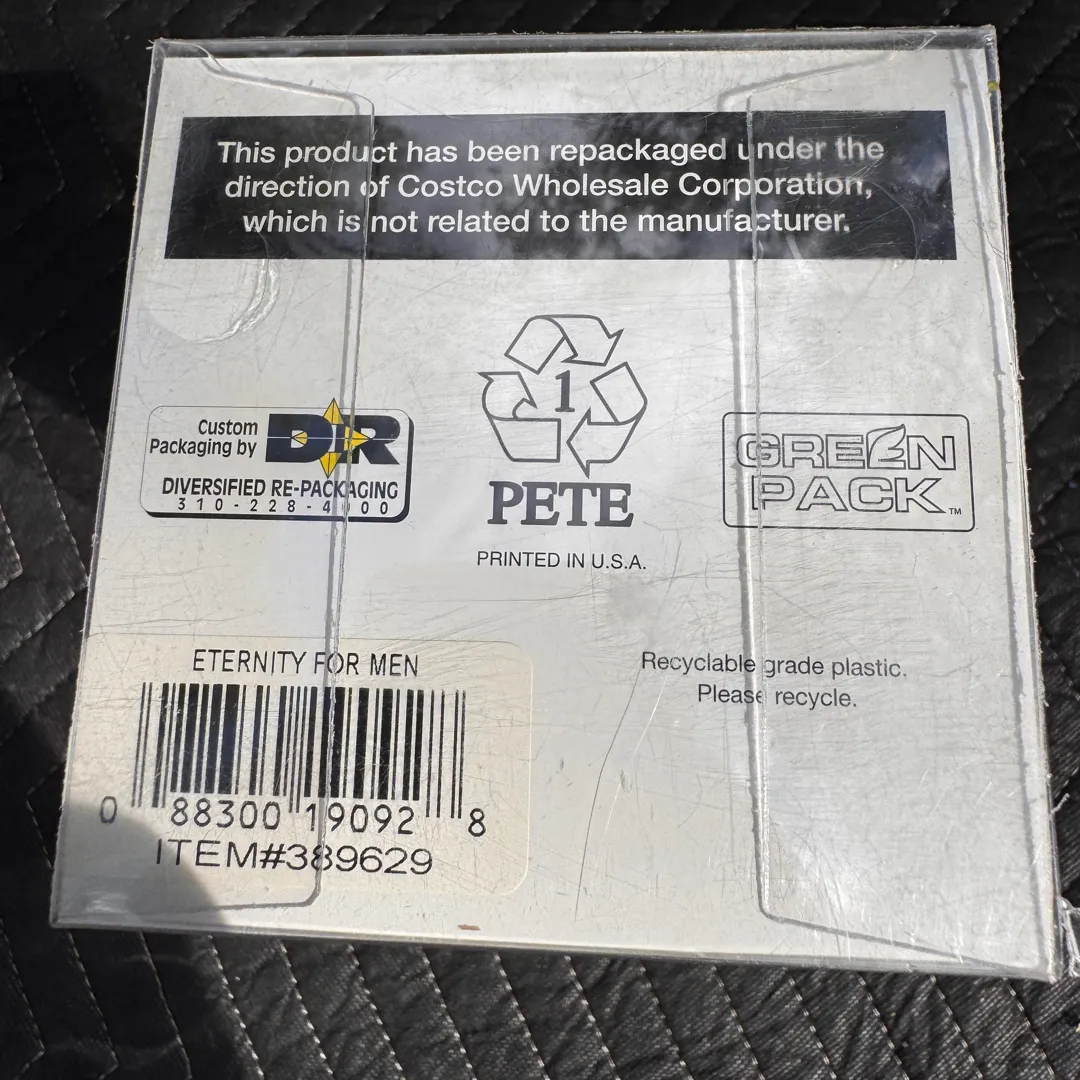 This product has been repackaged under the
direction of Costco Wholesale Corporation,
which is not related to the manufacturer.
Custom
Packaging by
DIR
DIVERSIFIED RE-PACKAGING
310-228-4000
1
PETE
PRINTED IN U.S.A.
GREEN
PACK™
ETERNITY FOR MEN
0 88300 19092 8
ITEM#389629
Recyclable grade plastic.
Please recycle.